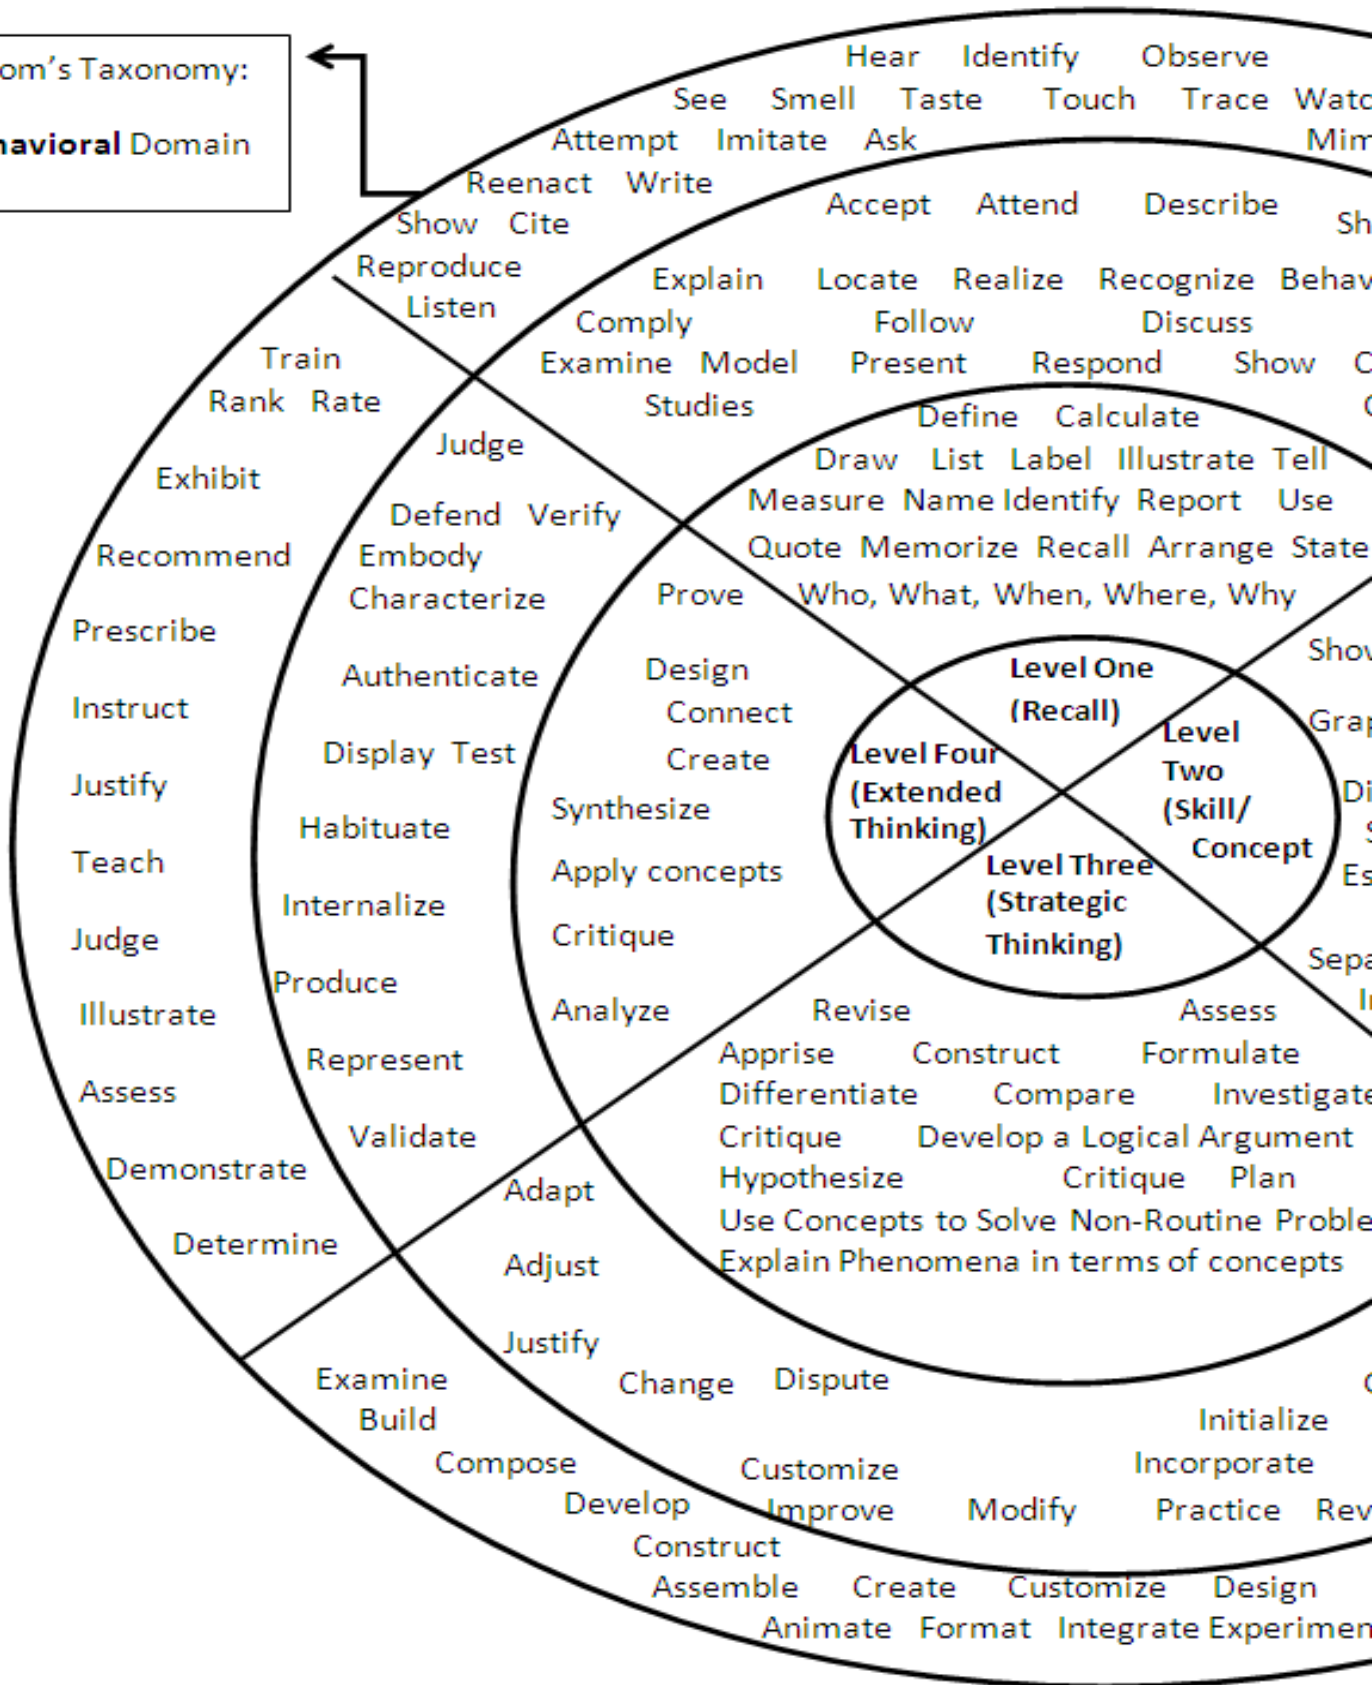 om's Taxonomy:
havioral Domain
Hear Identify Observe
See Smell Taste Touch Trace Watc
Attempt Imitate Ask Mim
Reenact Write
Show Cite
Reproduce
Listen
Accept Attend Describe
Sh
Explain Locate Realize Recognize Behav
Comply Follow Discuss
Examine Model Present Respond Show
Studies
Define Calculate
Draw List Label Illustrate Tell
Measure Name Identify Report Use
Quote Memorize Recall Arrange State
Who, What, When, Where, Why
Level One
(Recall)
Level
Two
(Skill/
Concept
Level Three
(Strategic
Thinking)
Level Four
(Extended
Thinking)
Train
Rank Rate
Exhibit
Recommend
Prescribe
Instruct
Justify
Teach
Judge
Illustrate
Assess
Demonstrate
Determine
Judge
Defend Verify
Embody
Characterize
Authenticate
Display Test
Habituate
Internalize
Produce
Represent
Validate
Prove
Design
Connect
Create
Synthesize
Apply concepts
Critique
Analyze
Show
Grap
Di
Es
Sepa
Revise Assess
Apprise Construct Formulate
Differentiate Compare Investigate
Critique Develop a Logical Argument
Hypothesize Critique Plan
Use Concepts to Solve Non-Routine Proble
Explain Phenomena in terms of concepts
Adapt
Adjust
Justify
Change Dispute
Initialize
Customize Incorporate
Improve Modify Practice Rev
Examine
Build
Compose
Develop
Construct
Assemble Create Customize Design
Animate Format Integrate Experimen